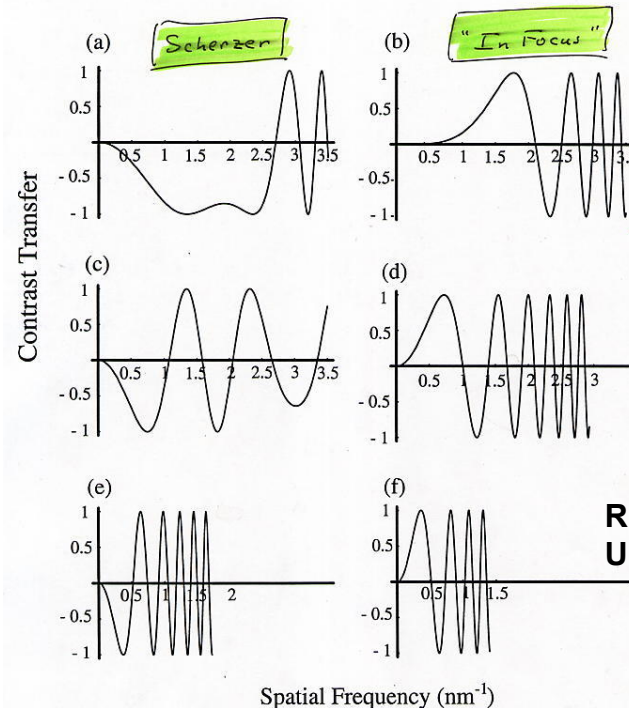 (a)
Scherzer
(b)
"In Focus"
1
0.5
- 0.5
- 1
0.5 1 1.5 2 2.5 3 3.5
1
0.5
- 0.5
- 1
0.5 1 1.5 2 2.5 3 3.5
Contrast Transfer
(c)
1
0.5
- 0.5
- 1
0.5 1 1.5 2 2.5 3 3.5
(d)
1
0.5
- 0.5
- 1
0.5 1 1.5 2 2.5 3
(e)
1
0.5
- 0.5
- 1
0.5 1 1.5 2
(f)
1
0.5
- 0.5
- 1
0.5 1 1.5
R
U
Spatial Frequency (nm⁻¹)